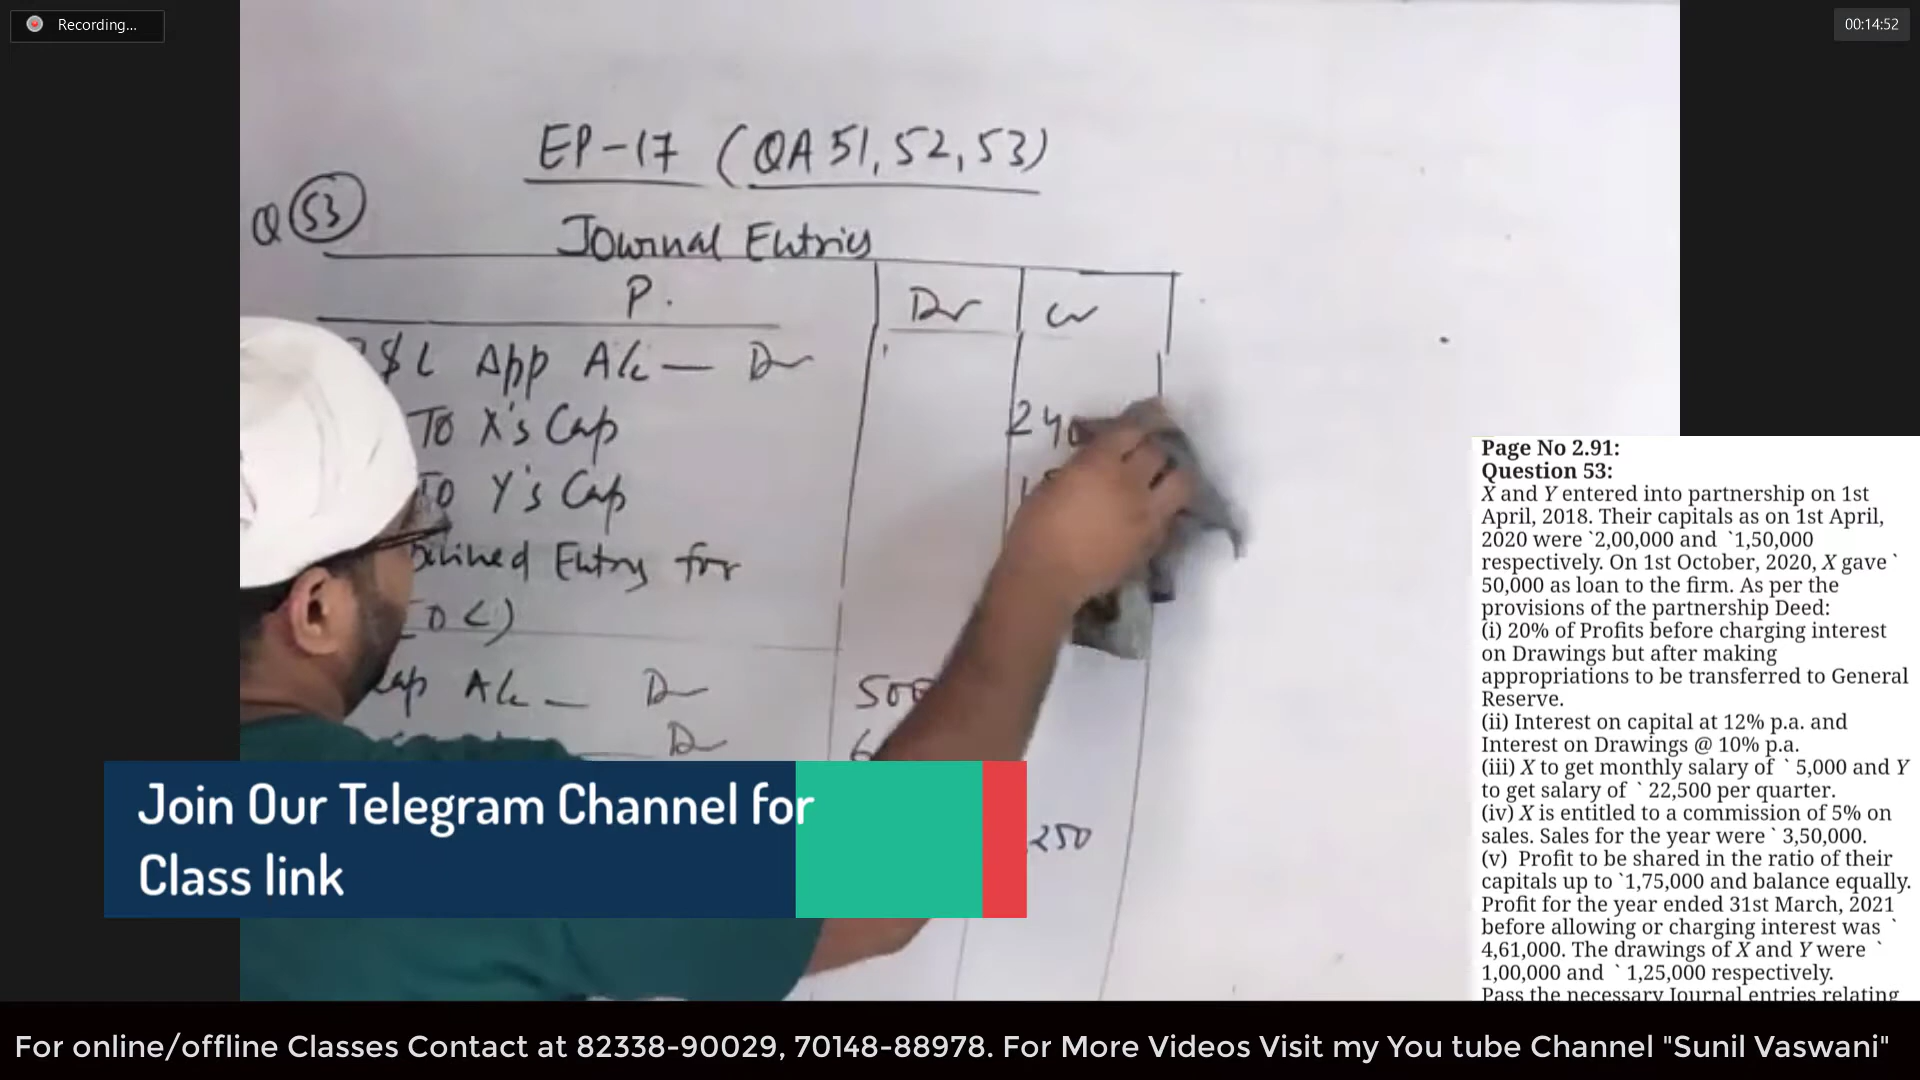 Recording...
00:14:52
EP-17 (QA 51, 52, 53)
Q 53
Journal Entries
P. Dr Cr
$L App A/c — Dr
To X's Cap 240
To Y's Cap
Entry for
Cap A/c — Dr 500
Dr 6
250
Page No 2.91:
Question 53:
X and Y entered into partnership on 1st
April, 2018. Their capitals as on 1st April,
2020 were `2,00,000 and `1,50,000
respectively. On 1st October, 2020, X gave `
50,000 as loan to the firm. As per the
provisions of the partnership Deed:
(i) 20% of Profits before charging interest
on Drawings but after making
appropriations to be transferred to General
Reserve.
(ii) Interest on capital at 12% p.a. and
Interest on Drawings @ 10% p.a.
(iii) X to get monthly salary of ` 5,000 and Y
to get salary of ` 22,500 per quarter.
(iv) X is entitled to a commission of 5% on
sales. Sales for the year were ` 3,50,000.
(v) Profit to be shared in the ratio of their
capitals up to `1,75,000 and balance equally.
Profit for the year ended 31st March, 2021
before allowing or charging interest was `
4,61,000. The drawings of X and Y were `
1,00,000 and ` 1,25,000 respectively.
Pass the necessary Journal entries relating
Join Our Telegram Channel for
Class link
For online/offline Classes Contact at 82338-90029, 70148-88978. For More Videos Visit my You tube Channel "Sunil Vaswani"